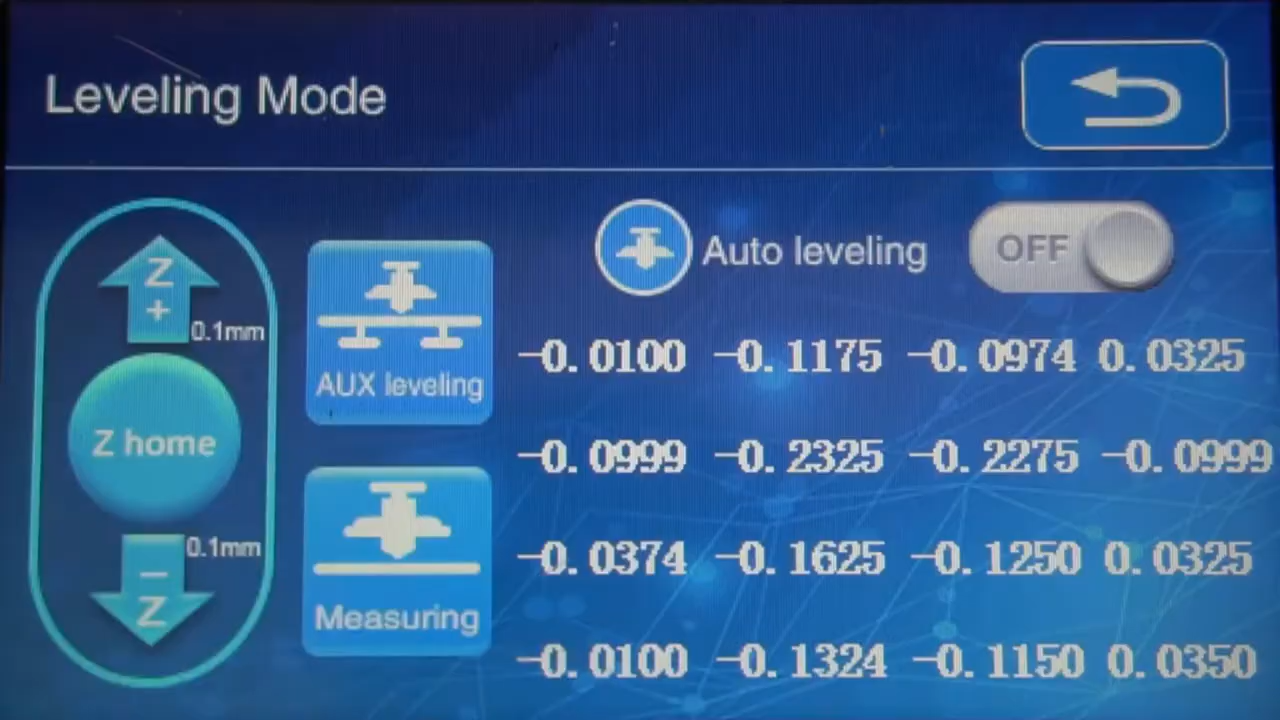 Leveling Mode
Z
+
0.1mm
Z home
0.1mm
−
Z
AUX leveling
Measuring
Auto leveling OFF
-0.0100 -0.1175 -0.0974 0.0325
-0.0999 -0.2325 -0.2275 -0.0999
-0.0374 -0.1625 -0.1250 0.0325
-0.0100 -0.1324 -0.1150 0.0350